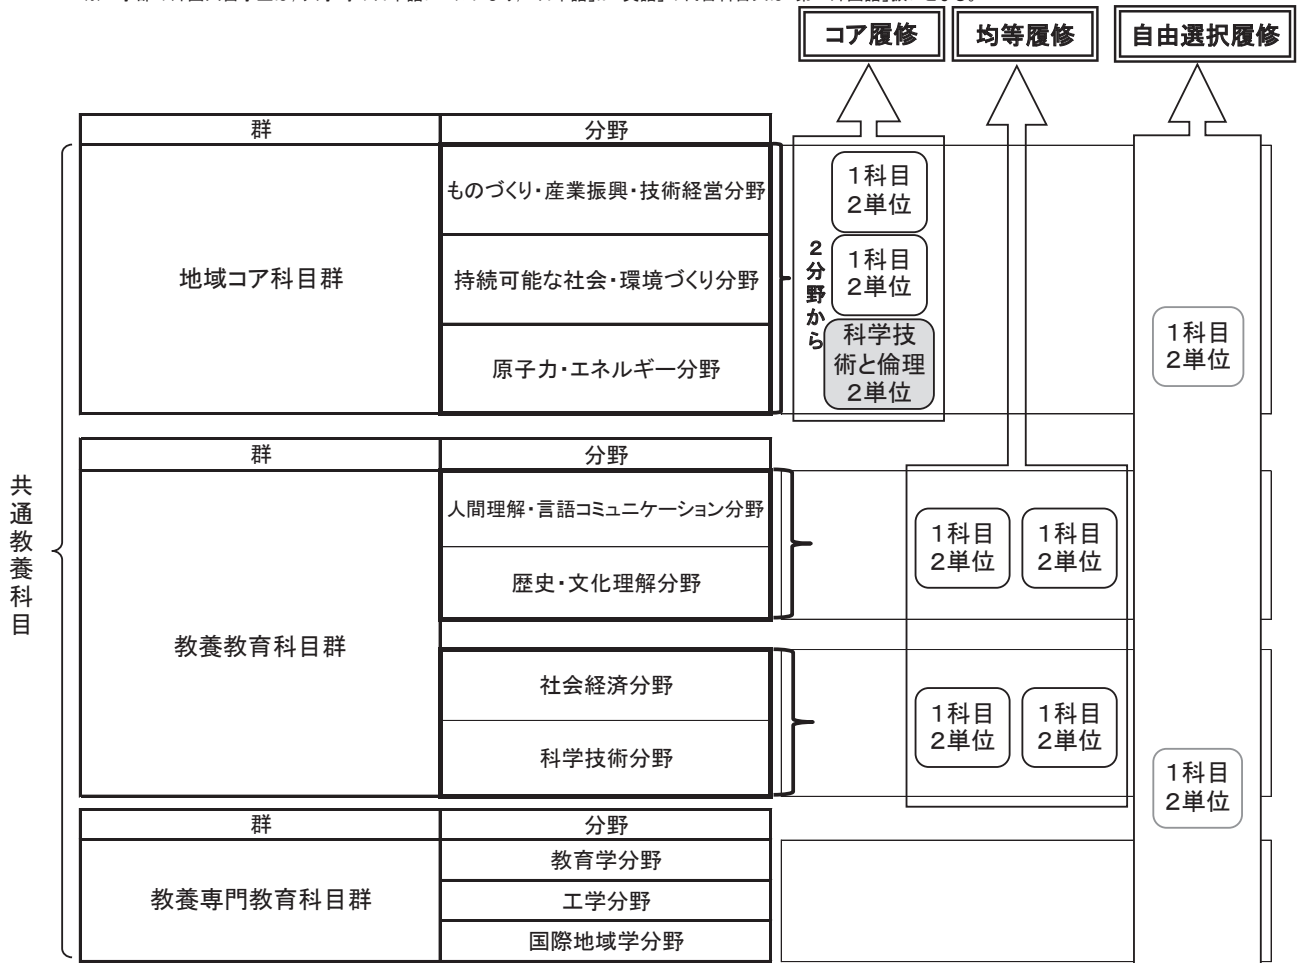 コア履修
均等履修
自由選択履修
群
分野
ものづくり・産業振興・技術経営分野
地域コア科目群
持続可能な社会・環境づくり分野
原子力・エネルギー分野
2分野から
1科目
2単位
1科目
2単位
科学技
術と倫理
2単位
1科目
2単位
共通教養科目
群
分野
人間理解・言語コミュニケーション分野
歴史・文化理解分野
教養教育科目群
社会経済分野
科学技術分野
1科目
2単位
1科目
2単位
1科目
2単位
1科目
2単位
1科目
2単位
群
分野
教育学分野
教養専門教育科目群
工学分野
国際地域学分野